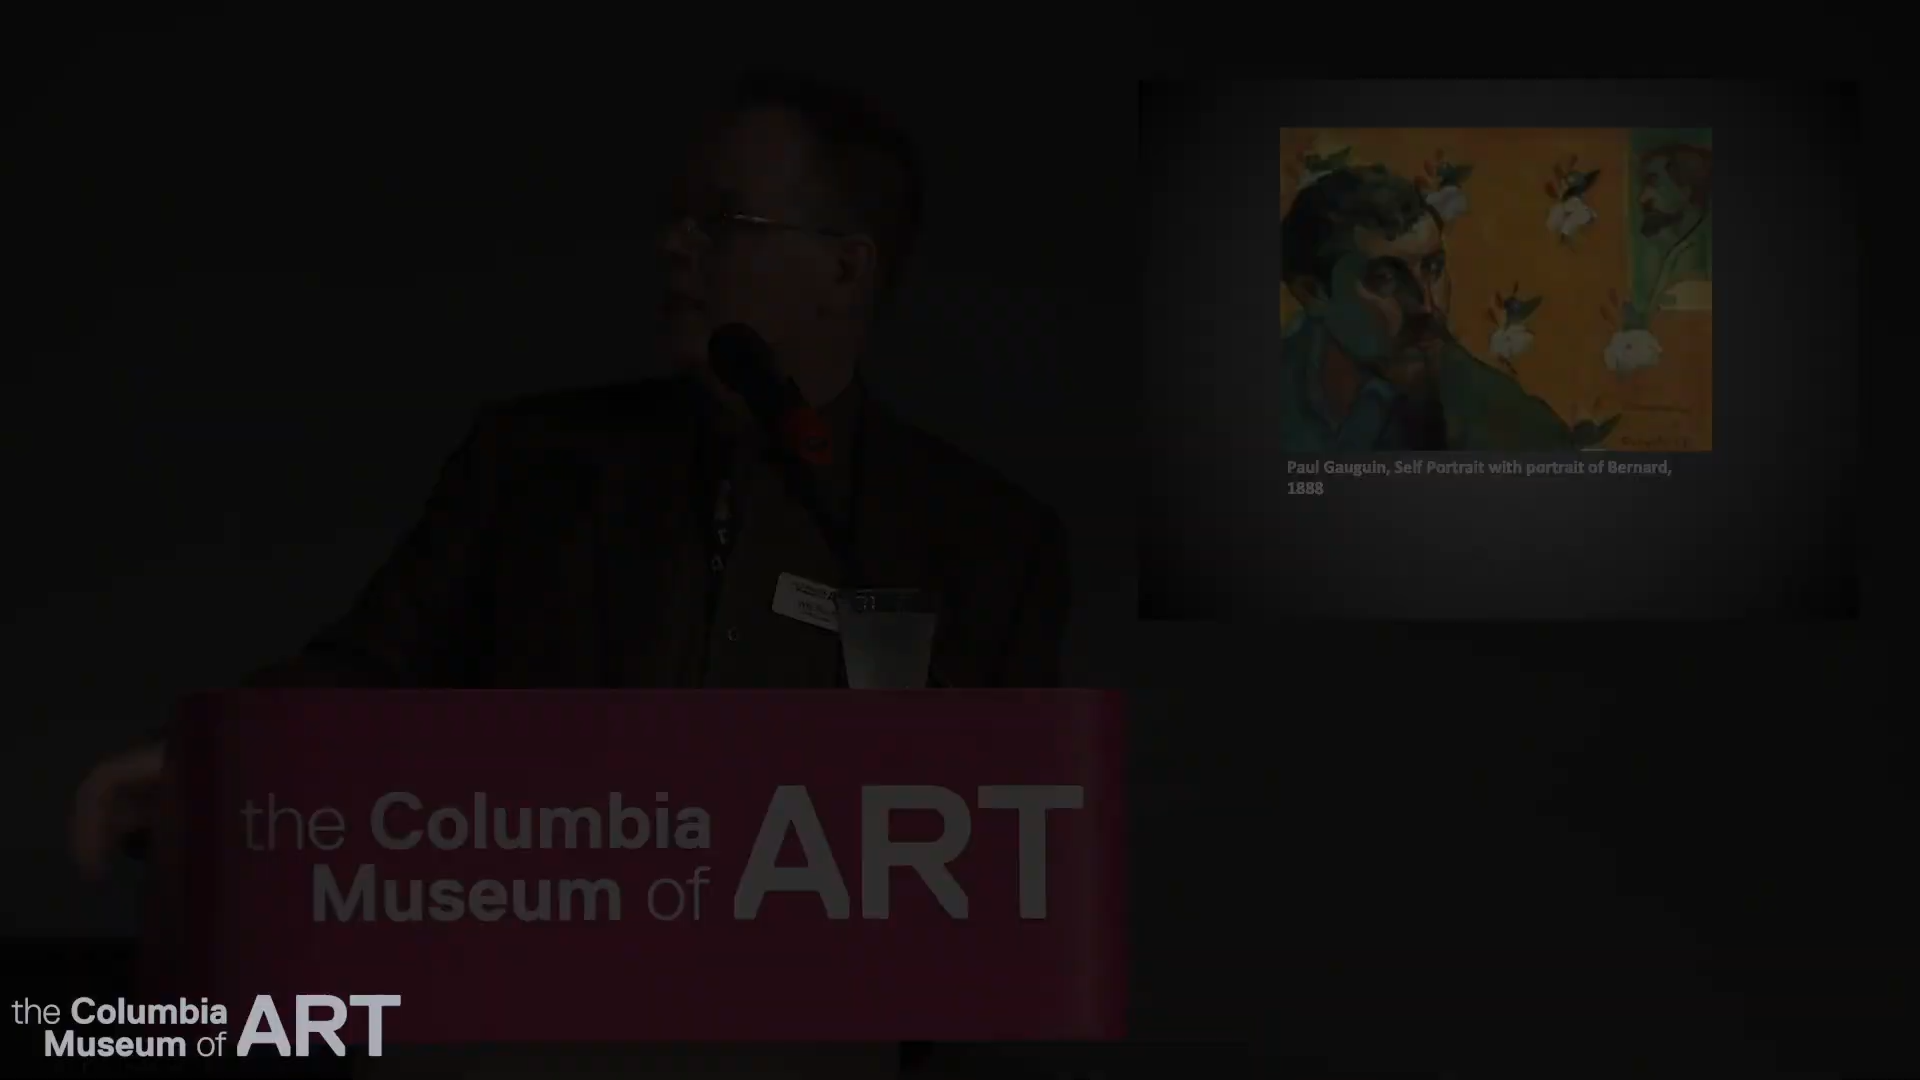 Paul Gauguin, Self Portrait with portrait of Bernard,
1888
the Columbia
Museum of ART
the Columbia
Museum of ART